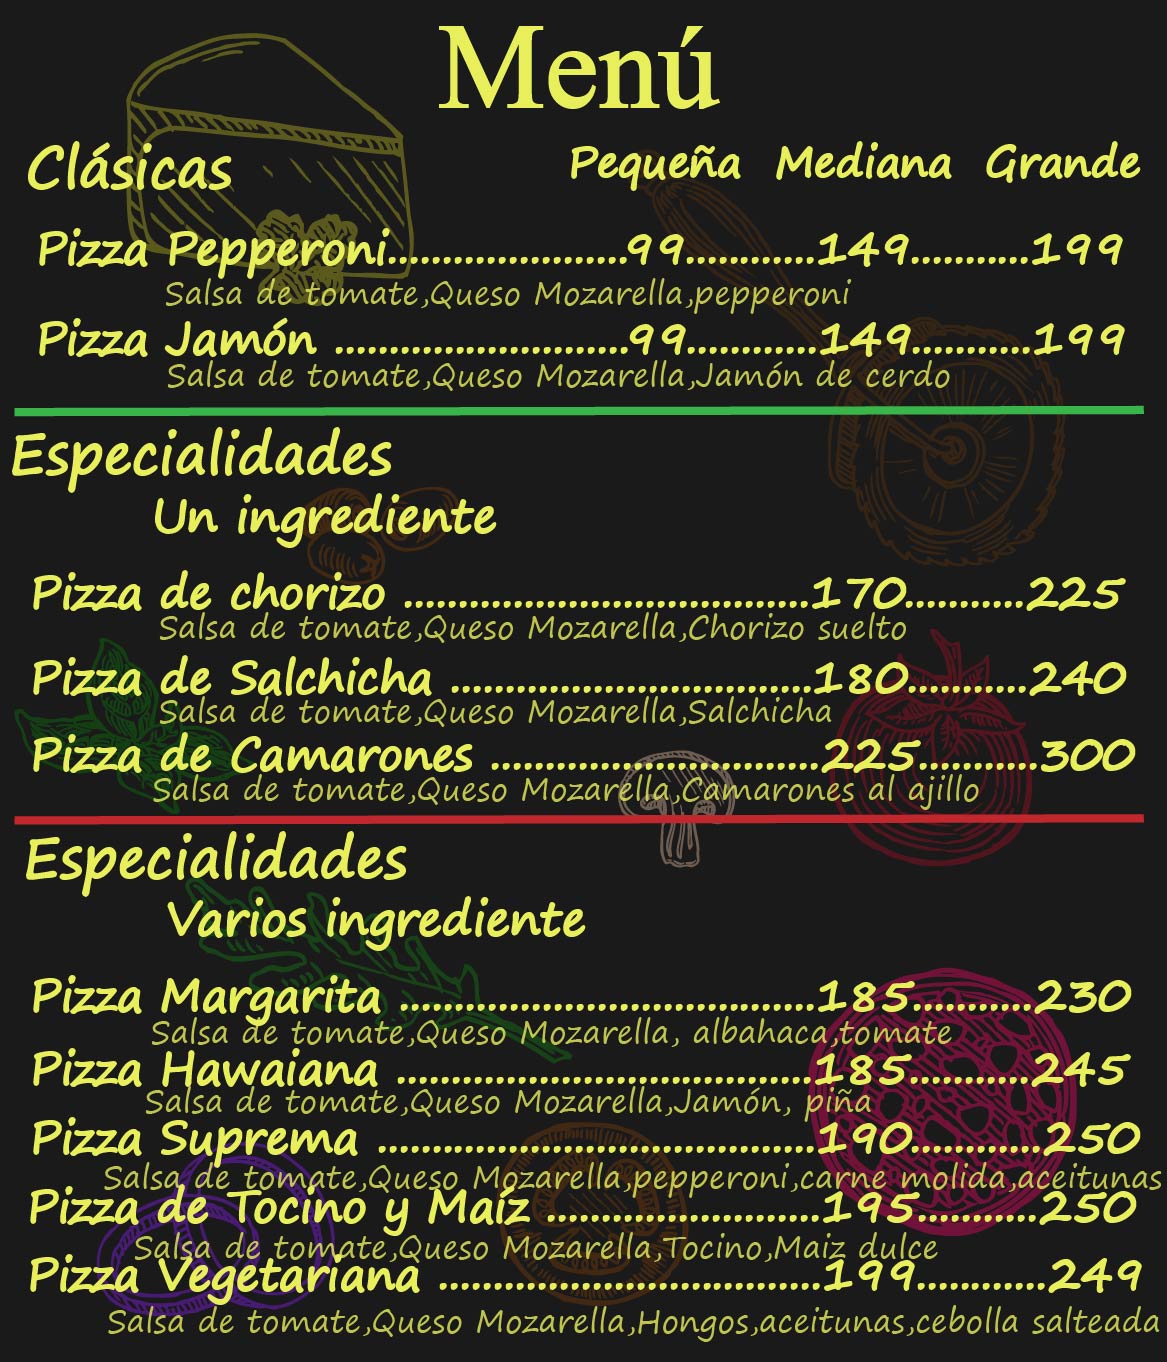 Menú
Clásicas Pequeña Mediana Grande
Pizza Pepperoni......................99............149...........199
Salsa de tomate,Queso Mozarella,pepperoni
Pizza Jamón ...........................99............149...........199
Salsa de tomate,Queso Mozarella,Jamón de cerdo
Especialidades
Un ingrediente
Pizza de chorizo .....................................170...........225
Salsa de tomate,Queso Mozarella,Chorizo suelto
Pizza de Salchicha .................................180...........240
Salsa de tomate,Queso Mozarella,Salchicha
Pizza de Camarones ..............................225...........300
Salsa de tomate,Queso Mozarella,Camarones al ajillo
Especialidades
Varios ingrediente
Pizza Margarita ......................................185...........230
Salsa de tomate,Queso Mozarella, albahaca,tomate
Pizza Hawaiana ......................................185...........245
Salsa de tomate,Queso Mozarella,Jamón, piña
Pizza Suprema ........................................190............250
Salsa de tomate,Queso Mozarella,pepperoni,carne molida,aceitunas
Pizza de Tocino y Maíz .........................195...........250
Salsa de tomate,Queso Mozarella,Tocino,Maiz dulce
Pizza Vegetariana ...................................199............249
Salsa de tomate,Queso Mozarella,Hongos,aceitunas,cebolla salteada